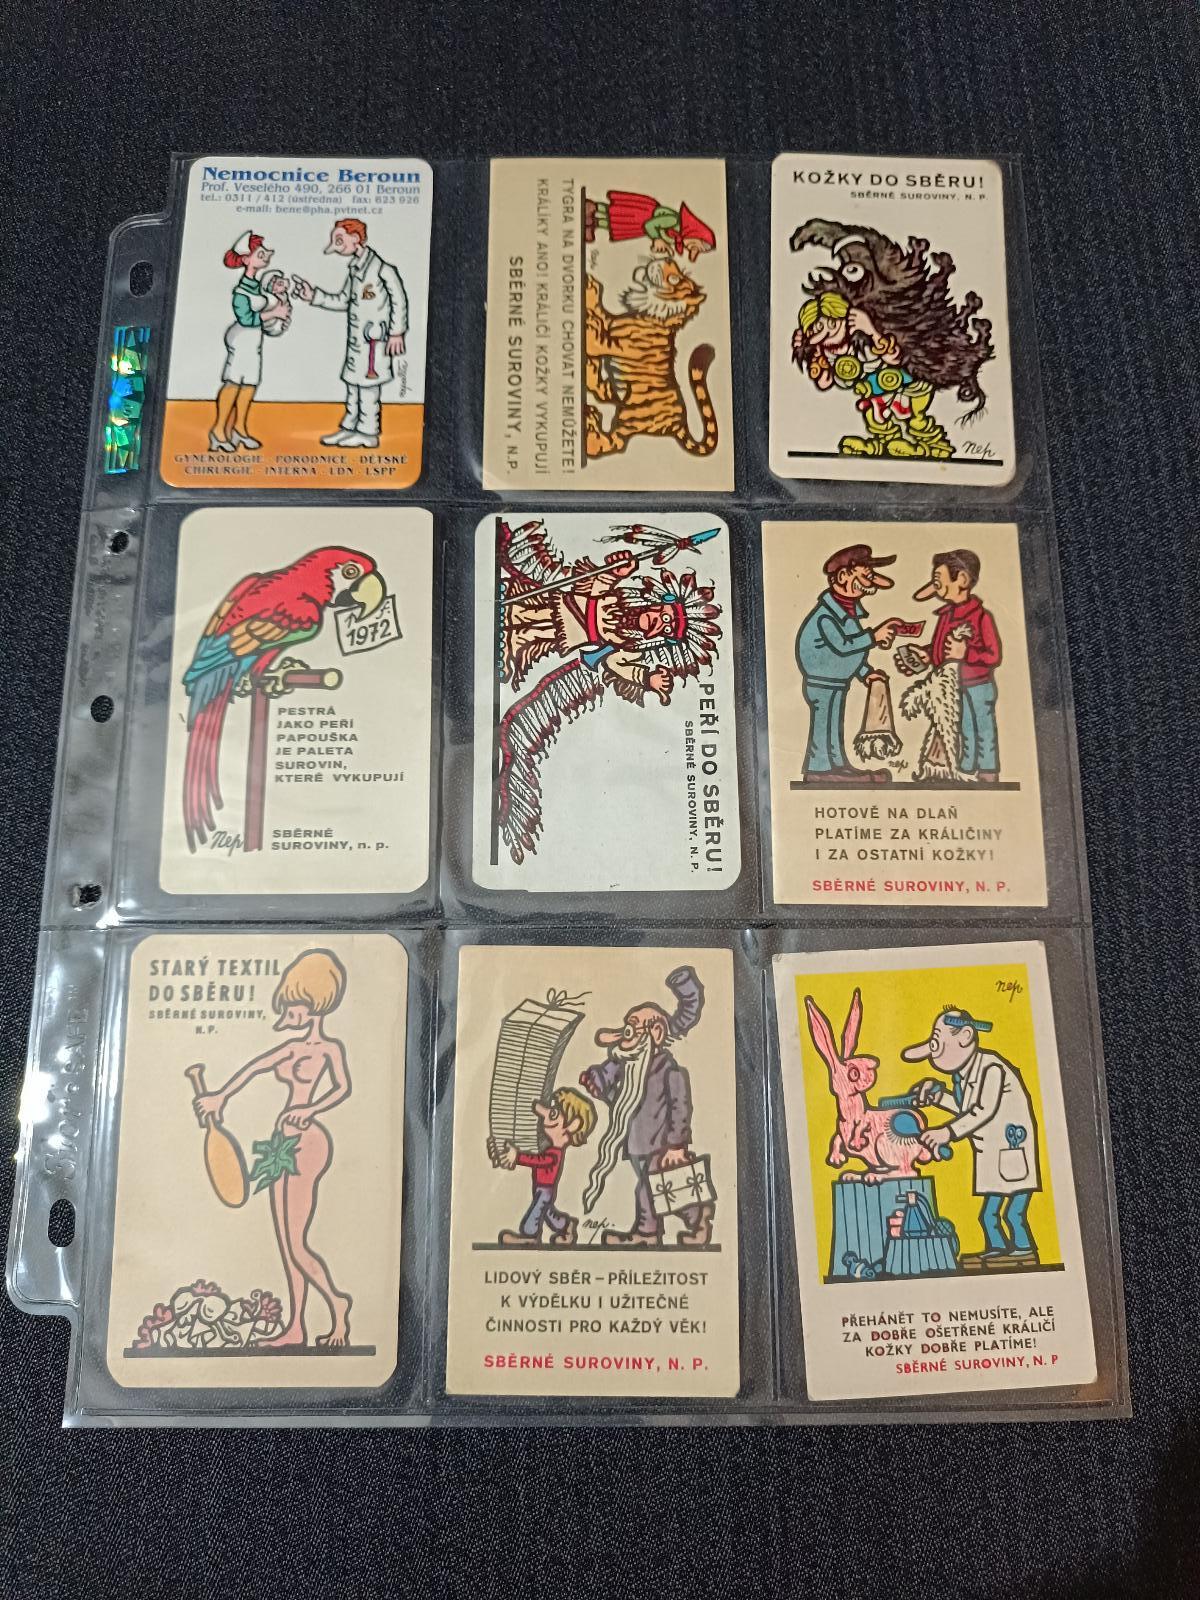 Nemocnice Beroun
Prof. Veselého 490, 266 01 Beroun
tel.: 0311 / 412 (ústředna) fax: 623 926
e-mail: bene@pha.pvtnet.cz
GYNEKOLOGIE - PORODNICE - DĚTSKÉ
CHIRURGIE - INTERNA - LDN - LSPP
TYGRA NA DVORKU CHOVAT NEMŮŽETE!
KRÁLÍKY ANO! KRÁLIČÍ KOŽKY VYKUPUJÍ
SBĚRNÉ SUROVINY, N.P.
nep
KOŽKY DO SBĚRU!
SBĚRNÉ SUROVINY, N. P.
nep
1972
PESTRÁ
JAKO PEŘÍ
PAPOUŠKA
JE PALETA
SUROVIN,
KTERÉ VYKUPUJÍ
Nep
SBĚRNÉ
SUROVINY, n. p.
PEŘÍ DO SBĚRU!
SBĚRNÉ SUROVINY, N. P.
50
nep
HOTOVĚ NA DLAŇ
PLATÍME ZA KRÁLIČINY
I ZA OSTATNÍ KOŽKY!
SBĚRNÉ SUROVINY, N. P.
STARÝ TEXTIL
DO SBĚRU!
SBĚRNÉ SUROVINY,
N. P.
nep.
LIDOVÝ SBĚR – PŘÍLEŽITOST
K VÝDĚLKU I UŽITEČNÉ
ČINNOSTI PRO KAŽDÝ VĚK!
SBĚRNÉ SUROVINY, N. P.
nep
PŘEHÁNĚT TO NEMUSÍTE, ALE
ZA DOBŘE OŠETŘENÉ KRÁLIČÍ
KOŽKY DOBŘE PLATÍME!
SBĚRNÉ SUROVINY, N. P